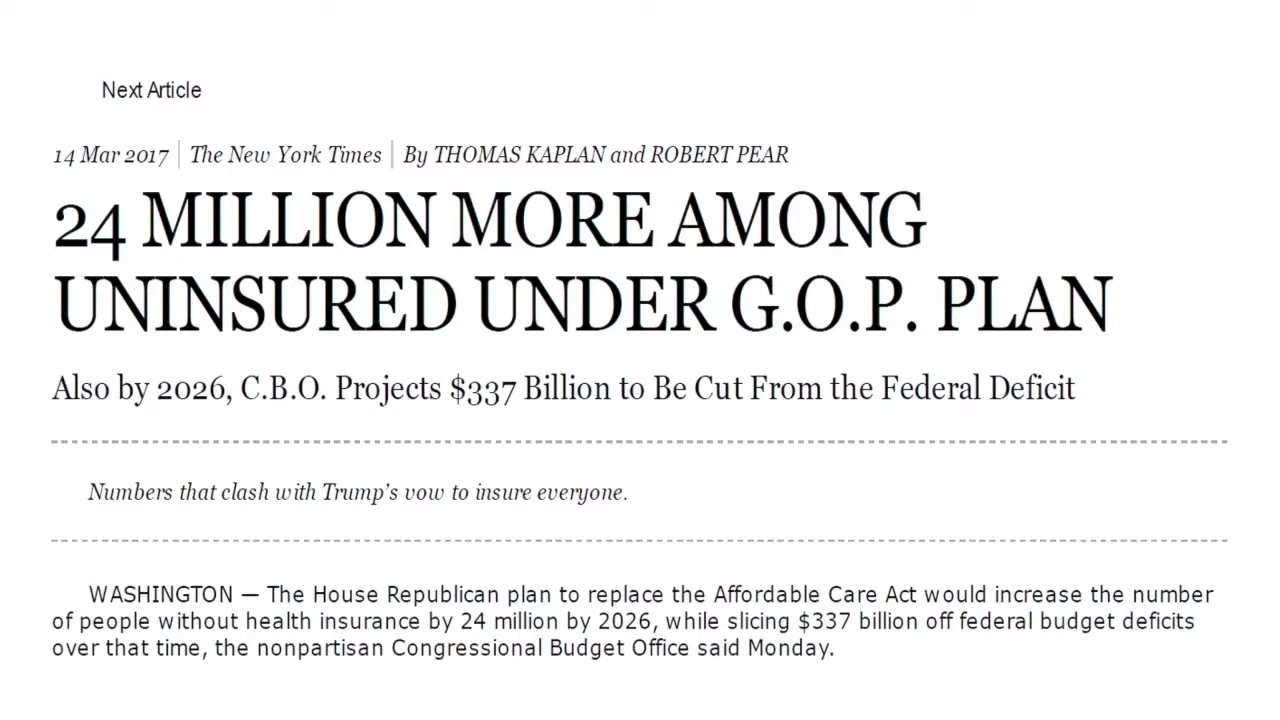 Next Article
14 Mar 2017 | The New York Times | By THOMAS KAPLAN and ROBERT PEAR
24 MILLION MORE AMONG
UNINSURED UNDER G.O.P. PLAN
Also by 2026, C.B.O. Projects $337 Billion to Be Cut From the Federal Deficit
Numbers that clash with Trump’s vow to insure everyone.
WASHINGTON — The House Republican plan to replace the Affordable Care Act would increase the number
of people without health insurance by 24 million by 2026, while slicing $337 billion off federal budget deficits
over that time, the nonpartisan Congressional Budget Office said Monday.